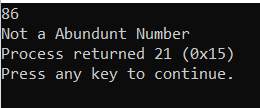 86
Not a Abundunt Number
Process returned 21 (0x15)
Press any key to continue.